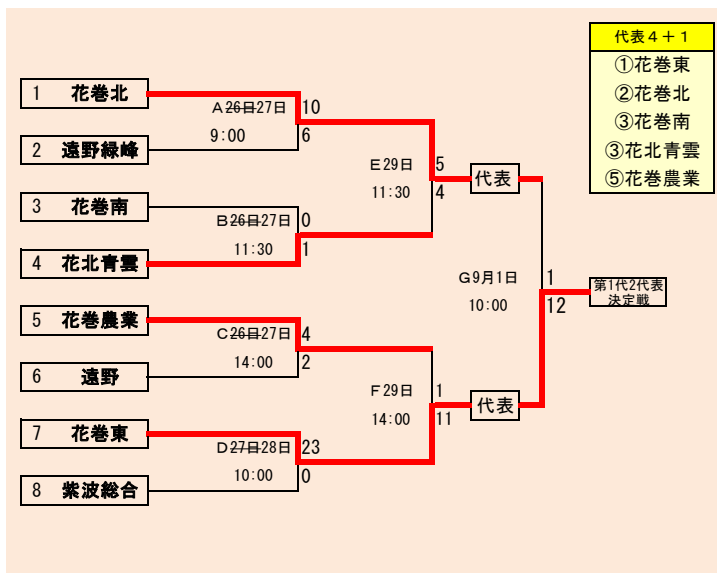 代表４＋１
①花巻東
②花巻北
③花巻南
③花北青雲
⑤花巻農業
1 花巻北
A26日27日 10
9:00 6
2 遠野緑峰
E29日 5
11:30 4
代表
3 花巻南
B26日27日 0
11:30 1
4 花北青雲
G9月1日 1
10:00 12
第1代2代表
決定戦
5 花巻農業
C26日27日 4
14:00 2
6 遠野
F29日 1
14:00 11
代表
7 花巻東
D27日28日 23
10:00 0
8 紫波総合